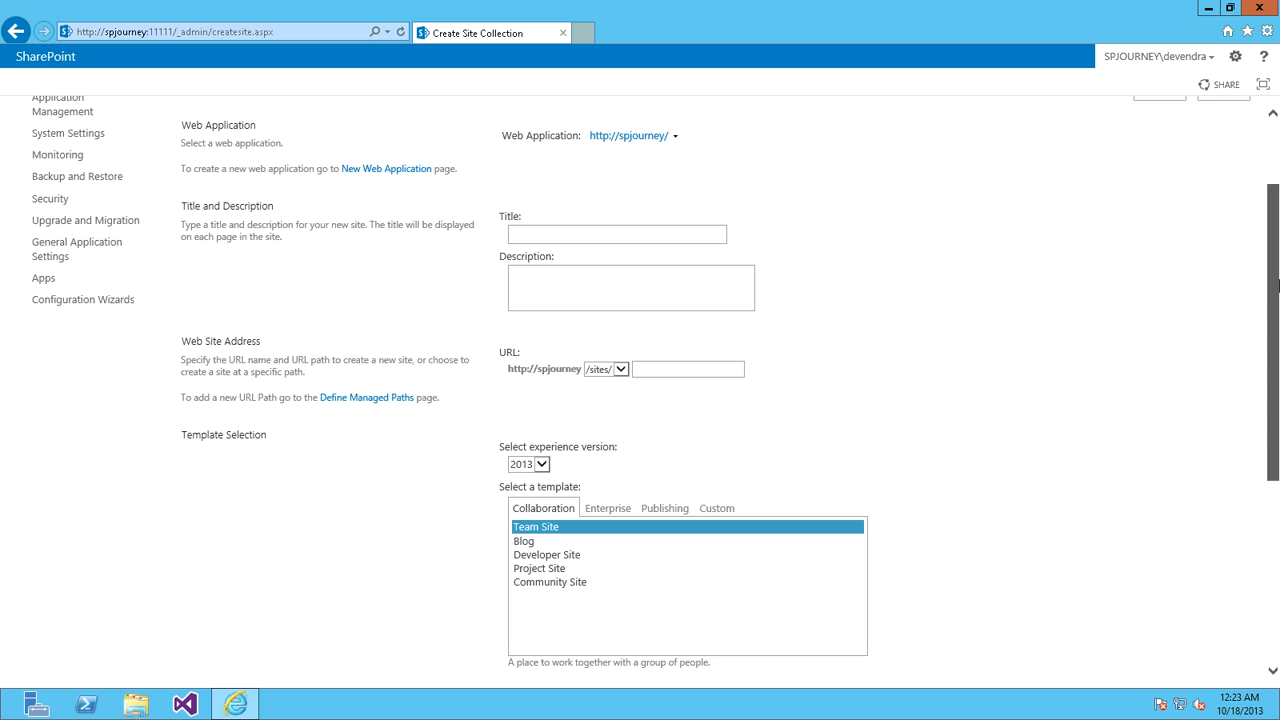 http://spjourney:11111/_admin/createsite.aspx
Create Site Collection
SharePoint
SPJOURNEY\devendra
SHARE
Application
Management
System Settings
Monitoring
Backup and Restore
Security
Upgrade and Migration
General Application
Settings
Apps
Configuration Wizards
Web Application
Select a web application.
To create a new web application go to New Web Application page.
Web Application: http://spjourney/
Title and Description
Type a title and description for your new site. The title will be displayed
on each page in the site.
Title:
Description:
Web Site Address
Specify the URL name and URL path to create a new site, or choose to
create a site at a specific path.
To add a new URL Path go to the Define Managed Paths page.
URL:
http://spjourney /sites/
Template Selection
Select experience version:
2013
Select a template:
Collaboration Enterprise Publishing Custom
Team Site
Blog
Developer Site
Project Site
Community Site
A place to work together with a group of people.
12:23 AM
10/18/2013